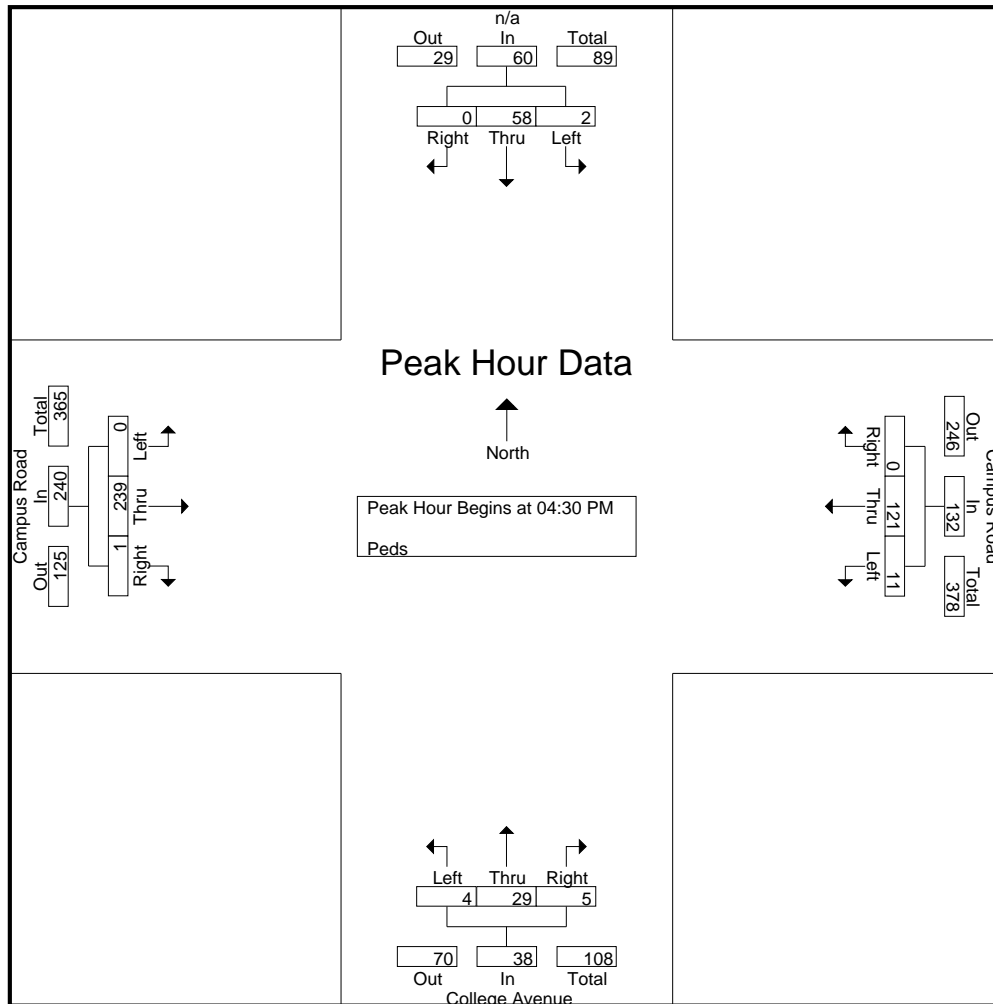 n/a
Out In Total
29 60 89
0 58 2
Right Thru Left
Peak Hour Data
North
Peak Hour Begins at 04:30 PM
Peds
Campus Road
Out In Total
125 240 365
1 239 0
Right Thru Left
Campus Road
Out In Total
246 132 378
0 121 11
Right Thru Left
Left Thru Right
4 29 5
70 38 108
Out In Total
College Avenue